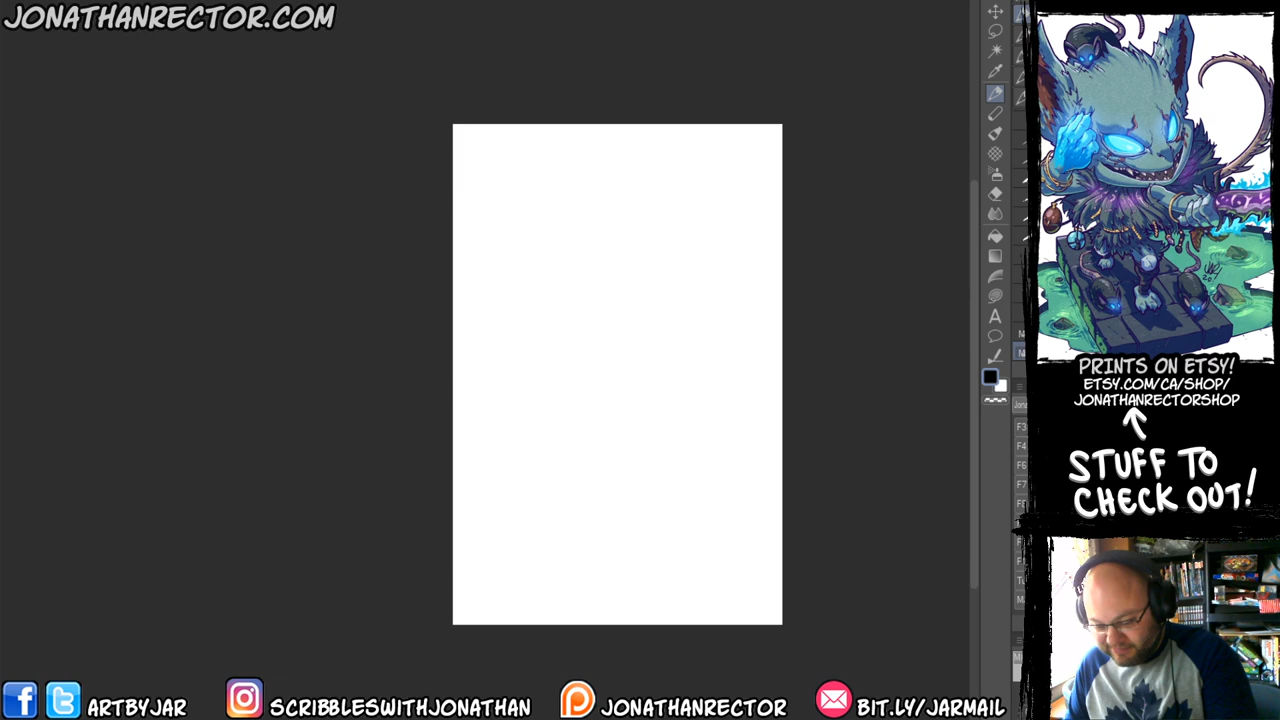 JONATHANRECTOR.COM
PRINTS ON ETSY!
ETSY.COM/CA/SHOP/
JONATHANRECTORSHOP
STUFF TO
CHECK OUT!
ARTBYJAR
SCRIBBLESWITHJONATHAN
JONATHANRECTOR
BIT.LY/JARMAIL